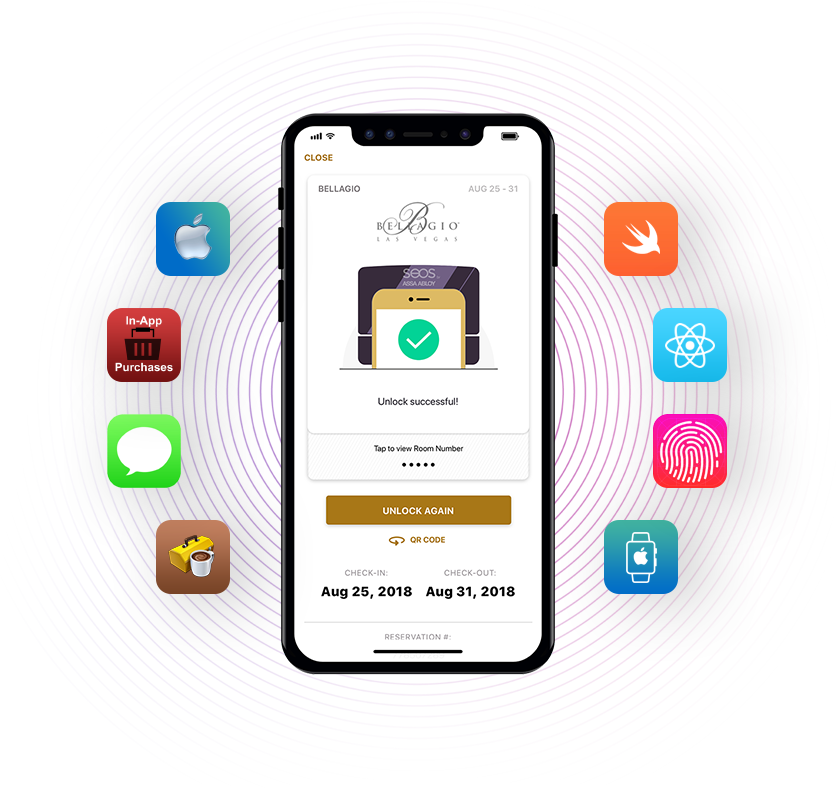 CLOSE
BELLAGIO AUG 25 - 31
B
BELLAGIO
LAS VEGAS
seos
ASSA ABLOY
Unlock successful!
Tap to view Room Number
UNLOCK AGAIN
QR CODE
CHECK-IN: CHECK-OUT:
Aug 25, 2018 Aug 31, 2018
RESERVATION #:
In-App
Purchases